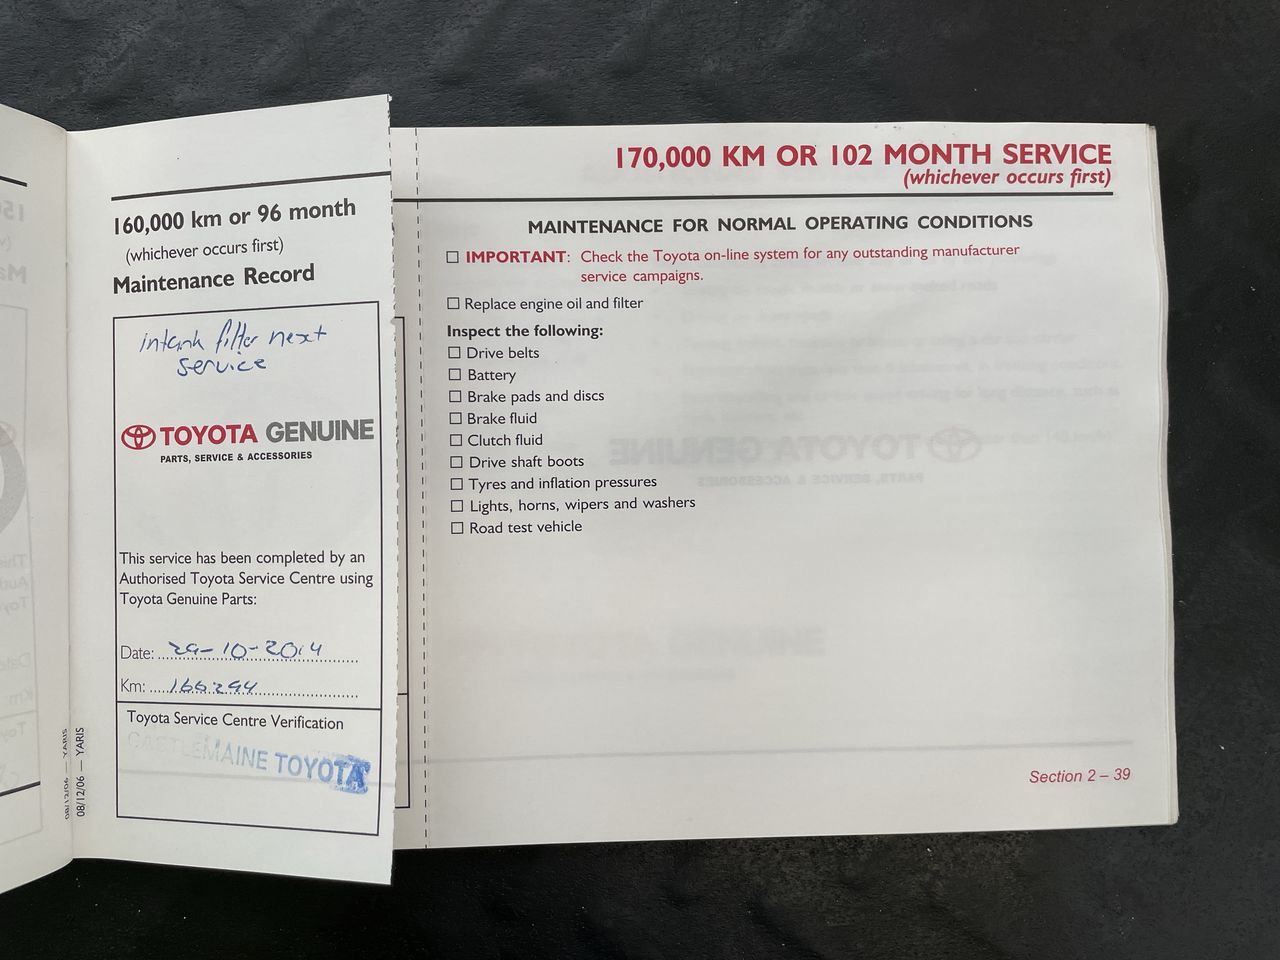 160,000 km or 96 month
(whichever occurs first)
Maintenance Record
intank filter next
service
TOYOTA GENUINE
PARTS, SERVICE & ACCESSORIES
This service has been completed by an
Authorised Toyota Service Centre using
Toyota Genuine Parts:
Date: 29-10-2014
Km: 166294
Toyota Service Centre Verification
CASTLEMAINE TOYOTA
08/12/06 — YARIS
08/12/06 — YARIS
170,000 KM OR 102 MONTH SERVICE
(whichever occurs first)
MAINTENANCE FOR NORMAL OPERATING CONDITIONS
☐ IMPORTANT: Check the Toyota on-line system for any outstanding manufacturer
service campaigns.
☐ Replace engine oil and filter
Inspect the following:
☐ Drive belts
☐ Battery
☐ Brake pads and discs
☐ Brake fluid
☐ Clutch fluid
☐ Drive shaft boots
☐ Tyres and inflation pressures
☐ Lights, horns, wipers and washers
☐ Road test vehicle
Section 2 – 39